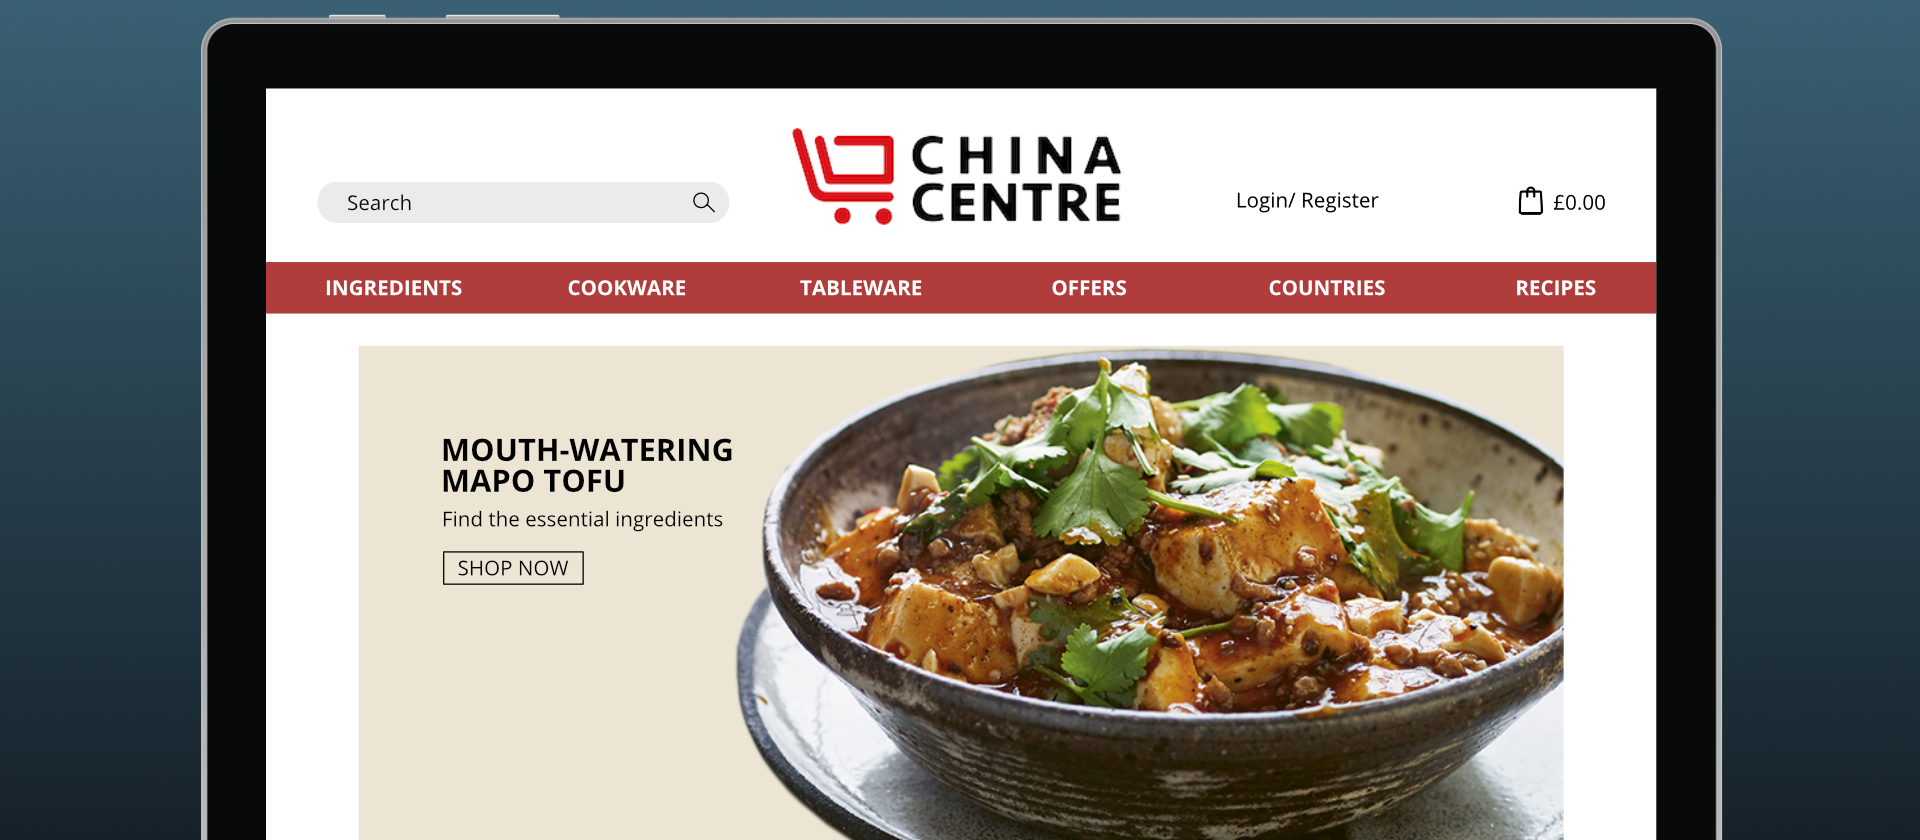 CHINA
CENTRE
Search
Login/ Register
£0.00
INGREDIENTS COOKWARE TABLEWARE OFFERS COUNTRIES RECIPES
MOUTH-WATERING
MAPO TOFU
Find the essential ingredients
SHOP NOW